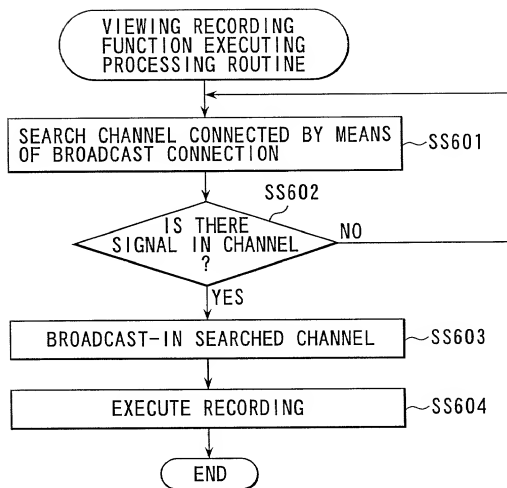 VIEWING RECORDING
FUNCTION EXECUTING
PROCESSING ROUTINE
SEARCH CHANNEL CONNECTED BY MEANS
OF BROADCAST CONNECTION
SS601
SS602
IS THERE
SIGNAL IN CHANNEL
?
NO
YES
BROADCAST-IN SEARCHED CHANNEL
SS603
EXECUTE RECORDING
SS604
END